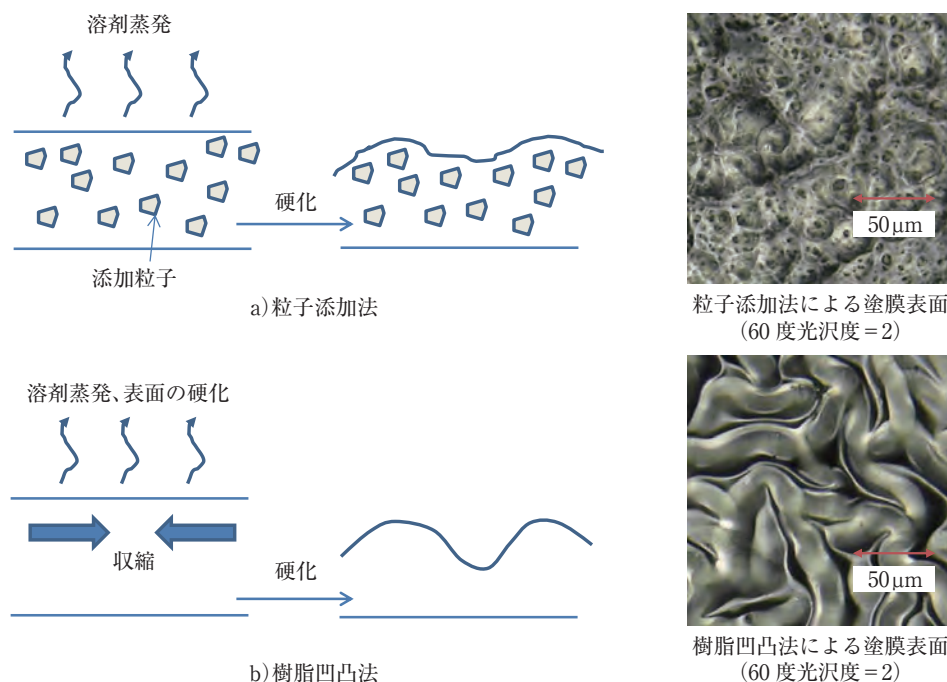 溶剤蒸発
硬化
添加粒子
a）粒子添加法
50μm
粒子添加法による塗膜表面
（60 度光沢度＝2）
溶剤蒸発、表面の硬化
収縮
硬化
b）樹脂凹凸法
50μm
樹脂凹凸法による塗膜表面
（60 度光沢度＝2）